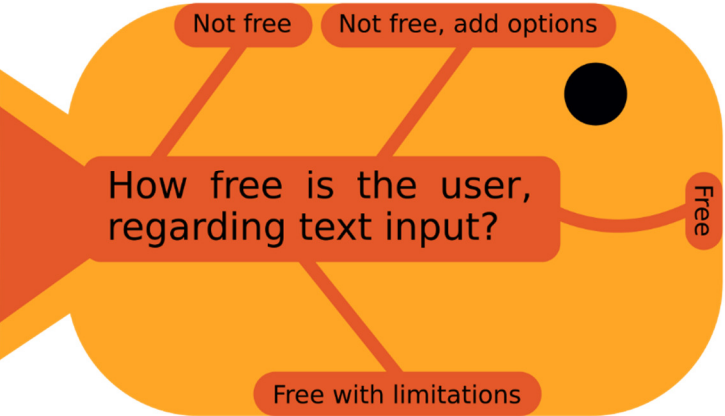 Not free
Not free, add options
How free is the user,
regarding text input?
Free
Free with limitations